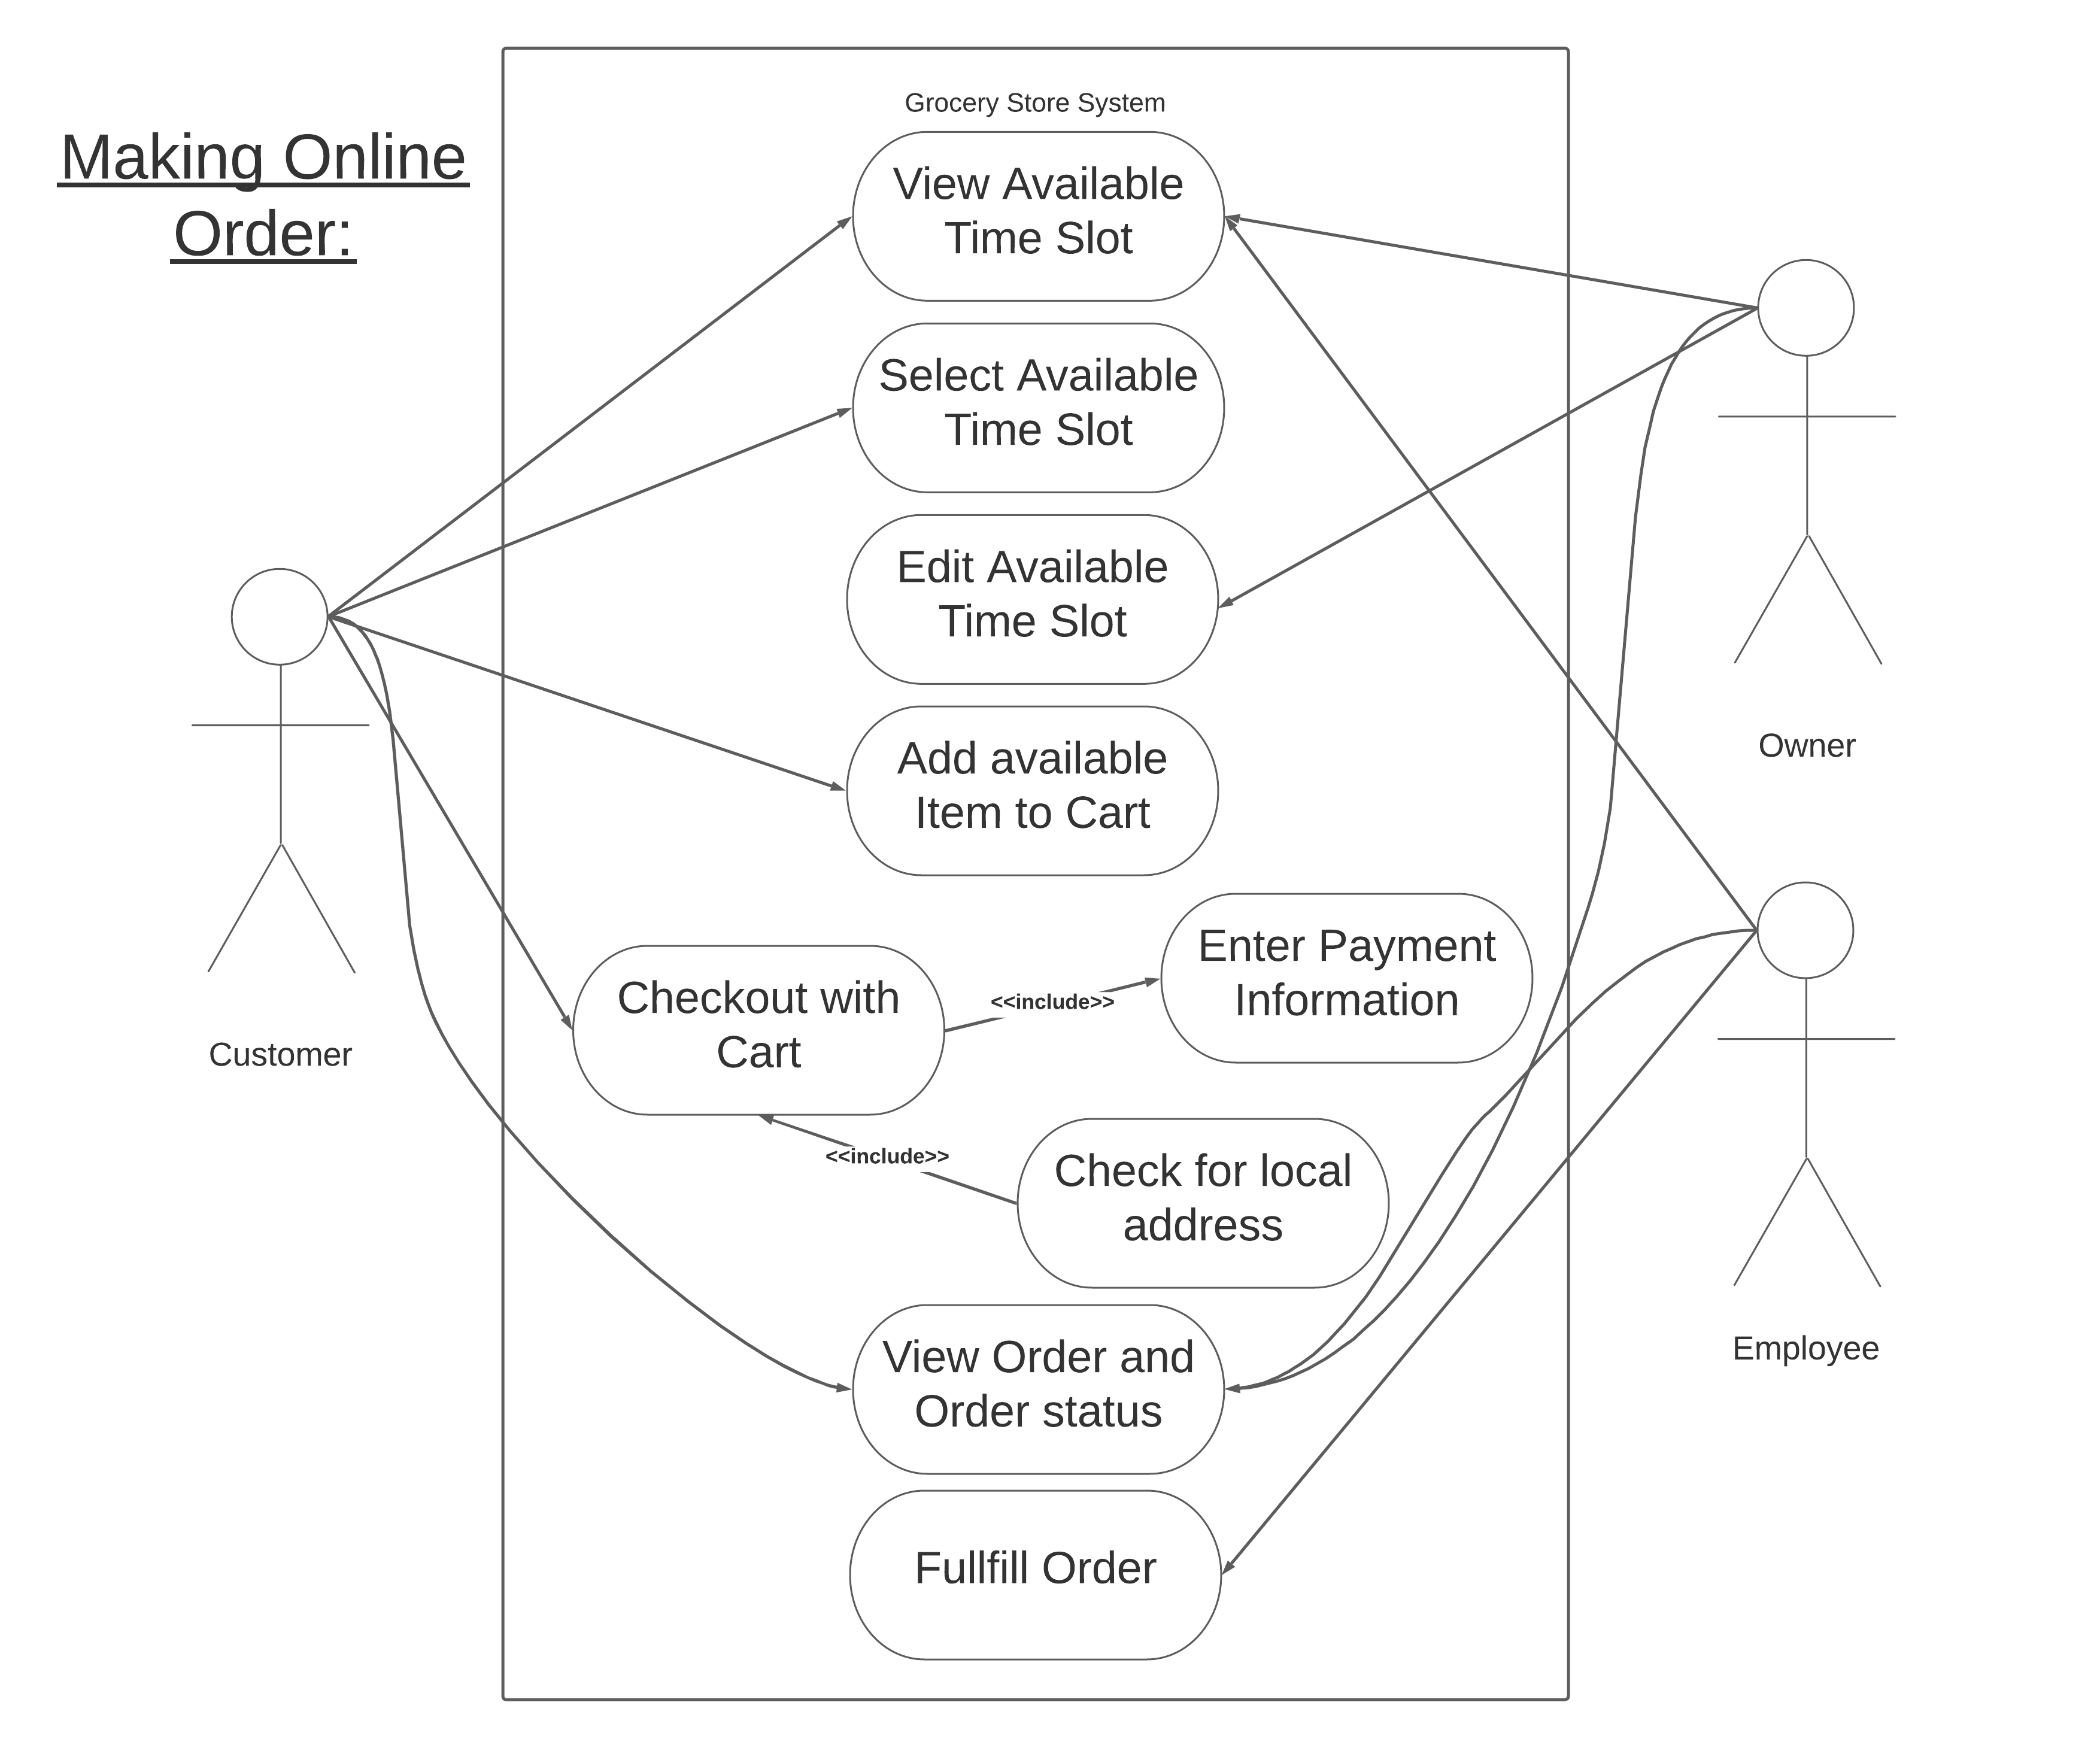 Making Online
Order:
Grocery Store System
View Available
Time Slot
Select Available
Time Slot
Edit Available
Time Slot
Add available
Item to Cart
Owner
Enter Payment
Information
Checkout with
Cart
<<include>>
Customer
<<include>>
Check for local
address
View Order and
Order status
Employee
Fullfill Order